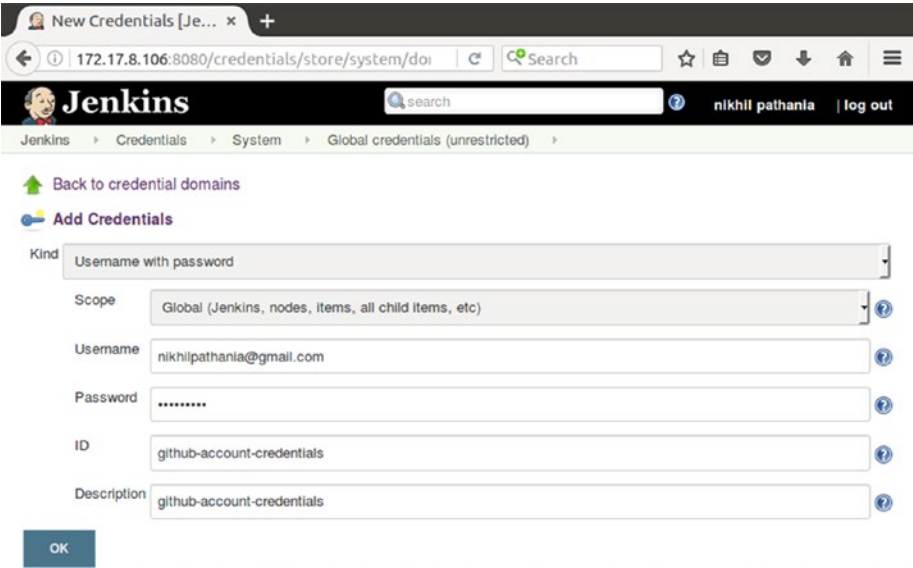 New Credentials [Je... × +
172.17.8.106:8080/credentials/store/system/doi Search
Jenkins search nikhil pathania | log out
Jenkins Credentials System Global credentials (unrestricted)
Back to credential domains
Add Credentials
Kind Username with password
Scope Global (Jenkins, nodes, items, all child items, etc)
Username nikhilpathania@gmail.com
Password •••••••••
ID github-account-credentials
Description github-account-credentials
OK